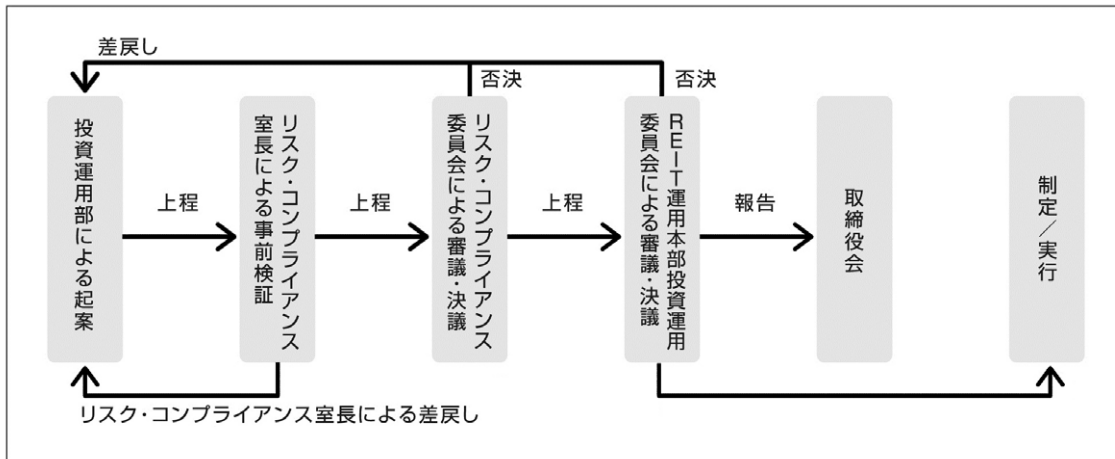 差戻し
否決
否決
投資運用部による起案
上程
リスク・コンプライアンス
室長による事前検証
上程
リスク・コンプライアンス
委員会による審議・決議
上程
REIT運用本部投資運用
委員会による審議・決議
報告
取締役会
制定／実行
リスク・コンプライアンス室長による差戻し